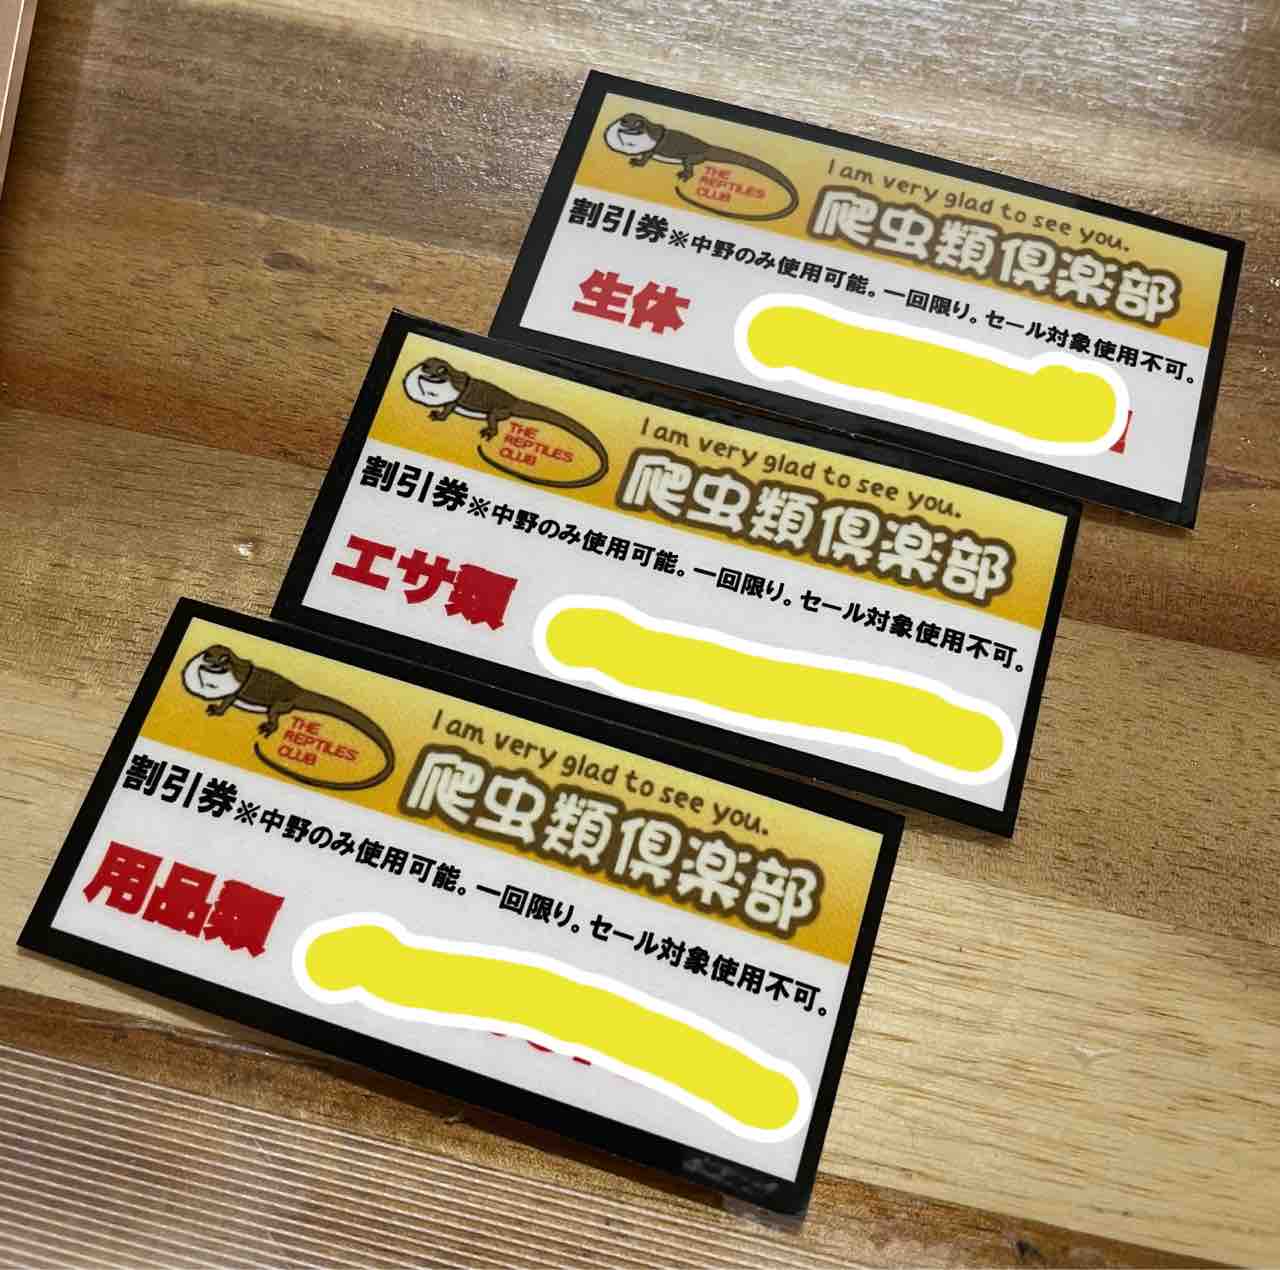 I am very glad to see you.
THE
REPTILES
CLUB
爬虫類倶楽部
割引券※中野のみ使用可能。一回限り。セール対象使用不可。
生体
I am very glad to see you.
THE
REPTILES
CLUB
爬虫類倶楽部
割引券※中野のみ使用可能。一回限り。セール対象使用不可。
エサ類
I am very glad to see you.
THE
REPTILES
CLUB
爬虫類倶楽部
割引券※中野のみ使用可能。一回限り。セール対象使用不可。
用品類